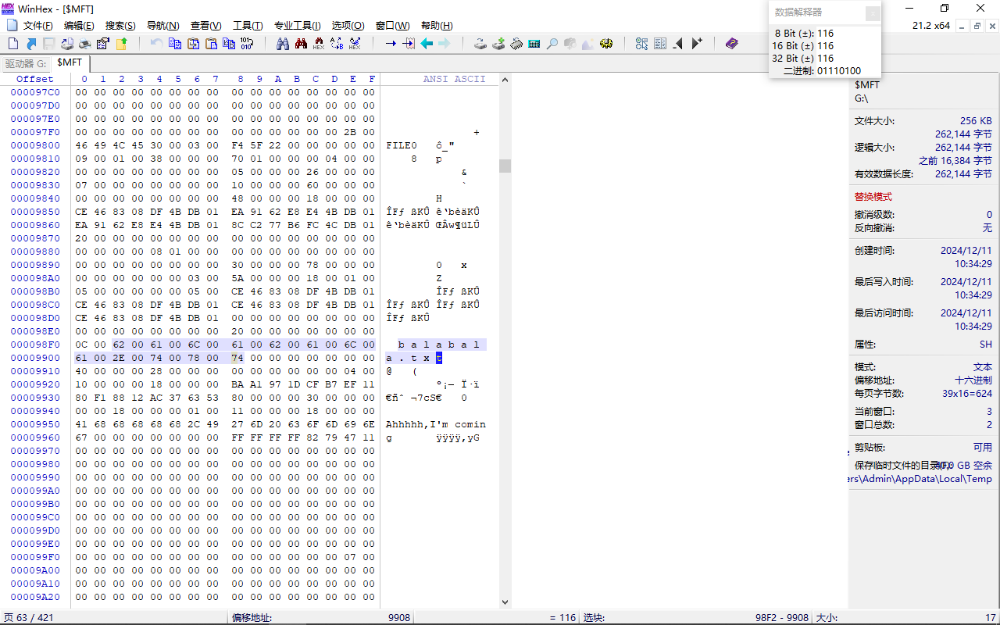 WinHex - [$MFT]
文件(F) 编辑(E) 搜索(S) 导航(N) 查看(V) 工具(T) 专业工具(I) 选项(O) 窗口(W) 帮助(H)
21.2 x64
数据解释器
8 Bit (±): 116
16 Bit (±) 116
32 Bit (±) 116
二进制: 01110100
驱动器 G: $MFT
Offset 0 1 2 3 4 5 6 7 8 9 A B C D E F ANSI ASCII
000097C0 00 00 00 00 00 00 00 00 00 00 00 00 00 00 00 00
000097D0 00 00 00 00 00 00 00 00 00 00 00 00 00 00 00 00
000097E0 00 00 00 00 00 00 00 00 00 00 00 00 00 00 00 00
000097F0 00 00 00 00 00 00 00 00 00 00 00 00 00 00 2B 00 +
00009800 46 49 4C 45 30 00 03 00 F4 5F 22 00 00 00 00 00 FILE0 ô_"
00009810 09 00 01 00 38 00 00 00 70 01 00 00 00 04 00 00 8 p
00009820 00 00 00 00 00 00 00 00 05 00 00 00 26 00 00 00 &
00009830 07 00 00 00 00 00 00 00 10 00 00 00 60 00 00 00 `
00009840 00 00 00 00 00 00 00 00 48 00 00 00 18 00 00 00 H
00009850 CE 46 83 08 DF 4B DB 01 EA 91 62 E8 E4 4B DB 01 ÎFƒ ßKÛ ê‘bèäKÛ
00009860 EA 91 62 E8 E4 4B DB 01 8C C2 77 B6 FC 4C DB 01 ê‘bèäKÛ ŒÂw¶üLÛ
00009870 20 00 00 00 00 00 00 00 00 00 00 00 00 00 00 00
00009880 00 00 00 00 08 01 00 00 00 00 00 00 00 00 00 00
00009890 00 00 00 00 00 00 00 00 30 00 00 00 78 00 00 00 0 x
000098A0 00 00 00 00 00 00 03 00 5A 00 00 00 18 00 01 00 Z
000098B0 05 00 00 00 00 00 05 00 CE 46 83 08 DF 4B DB 01 ÎFƒ ßKÛ
000098C0 CE 46 83 08 DF 4B DB 01 CE 46 83 08 DF 4B DB 01 ÎFƒ ßKÛ ÎFƒ ßKÛ
000098D0 CE 46 83 08 DF 4B DB 01 00 00 00 00 00 00 00 00 ÎFƒ ßKÛ
000098E0 00 00 00 00 00 00 00 00 20 00 00 00 00 00 00 00
000098F0 0C 00 62 00 61 00 6C 00 61 00 62 00 61 00 6C 00 b a l a b a l
00009900 61 00 2E 00 74 00 78 00 74 00 00 00 00 00 00 00 a . t x t
00009910 40 00 00 00 28 00 00 00 00 00 00 00 00 00 04 00 @ (
00009920 10 00 00 00 18 00 00 00 BA A1 97 1D CF B7 EF 11 º¡— Ï·ï
00009930 80 F1 88 12 AC 37 63 53 80 00 00 00 30 00 00 00 €ñˆ ¬7cS€ 0
00009940 00 00 18 00 00 00 01 00 11 00 00 00 18 00 00 00
00009950 41 68 68 68 68 68 2C 49 27 6D 20 63 6F 6D 69 6E Ahhhhh,I'm comin
00009960 67 00 00 00 00 00 00 00 FF FF FF FF 82 79 47 11 g ÿÿÿÿ‚yG
00009970 00 00 00 00 00 00 00 00 00 00 00 00 00 00 00 00
00009980 00 00 00 00 00 00 00 00 00 00 00 00 00 00 00 00
00009990 00 00 00 00 00 00 00 00 00 00 00 00 00 00 00 00
000099A0 00 00 00 00 00 00 00 00 00 00 00 00 00 00 00 00
000099B0 00 00 00 00 00 00 00 00 00 00 00 00 00 00 00 00
000099C0 00 00 00 00 00 00 00 00 00 00 00 00 00 00 00 00
000099D0 00 00 00 00 00 00 00 00 00 00 00 00 00 00 00 00
000099E0 00 00 00 00 00 00 00 00 00 00 00 00 00 00 00 00
000099F0 00 00 00 00 00 00 00 00 00 00 00 00 00 00 07 00
00009A00 00 00 00 00 00 00 00 00 00 00 00 00 00 00 00 00
00009A10 00 00 00 00 00 00 00 00 00 00 00 00 00 00 00 00
00009A20 00 00 00 00 00 00 00 00 00 00 00 00 00 00 00 00
$MFT
G:\
文件大小: 256 KB
262,144 字节
逻辑大小: 262,144 字节
之前 16,384 字节
有效数据长度: 262,144 字节
替换模式
撤消级数: 0
反向撤消: 无
创建时间: 2024/12/11
10:34:29
最后写入时间: 2024/12/11
10:34:29
最后访问时间: 2024/12/11
10:34:29
属性: SH
模式: 文本
偏移地址: 十六进制
每页字节数: 39x16=624
当前窗口: 3
窗口总数: 2
剪贴板: 可用
保存临时文件的目录(F): GB 空余
ers\Admin\AppData\Local\Temp
页 63 / 421 偏移地址: 9908 = 116 选块: 98F2 - 9908 大小: 17